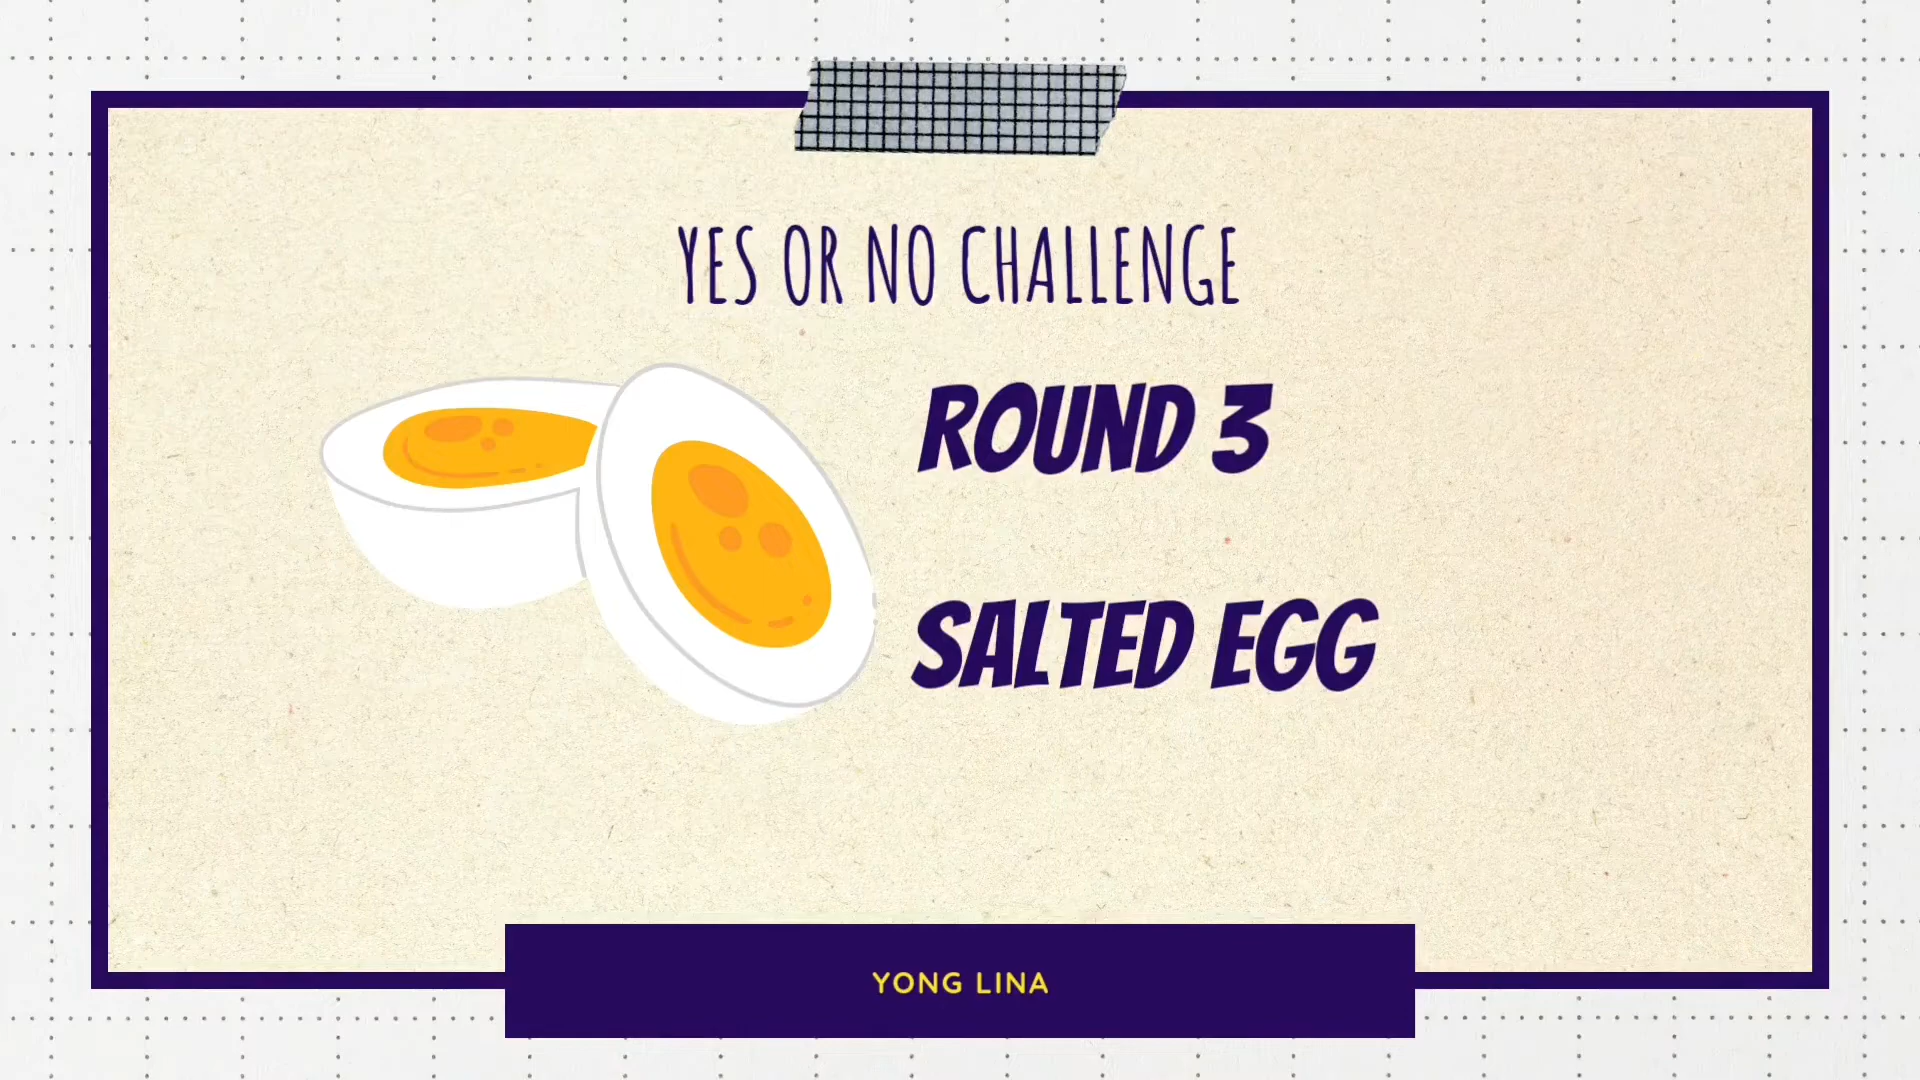 YES OR NO CHALLENGE
ROUND 3
SALTED EGG
YONG LINA